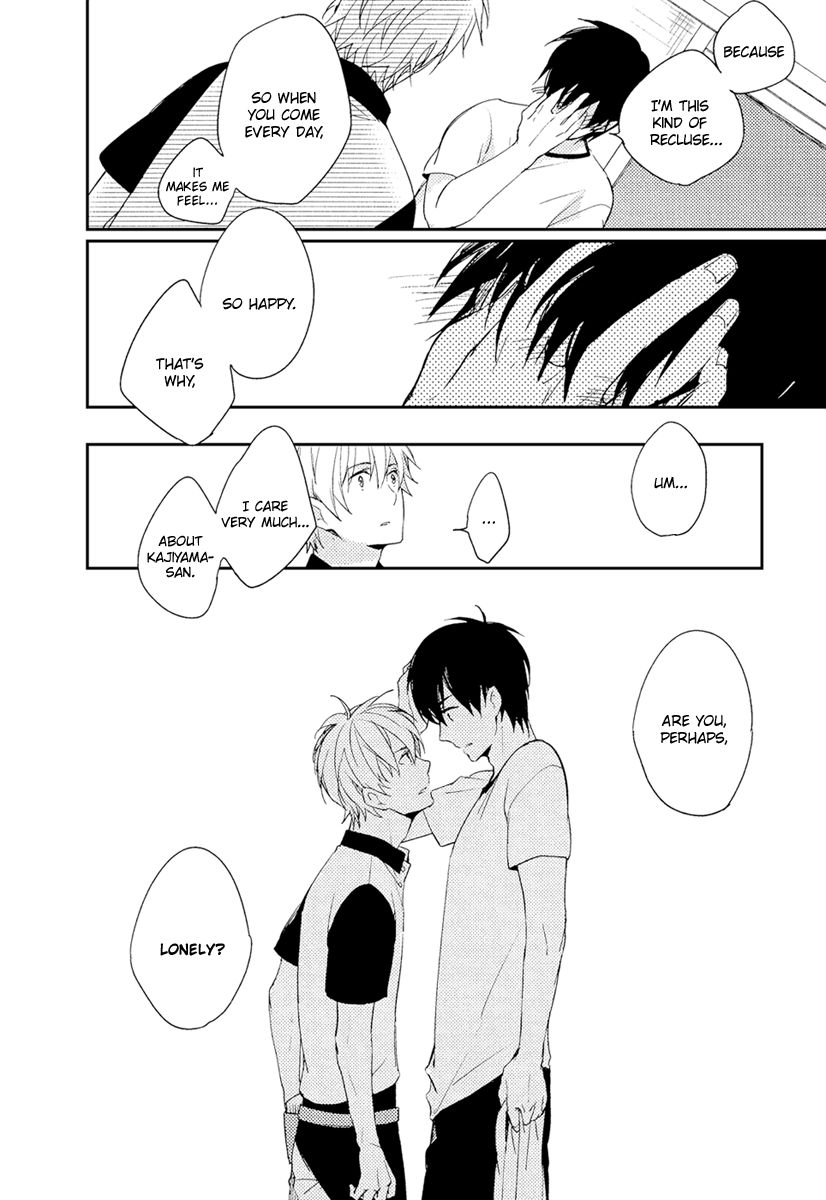 BECAUSE
I'M THIS
KIND OF
RECLUSE...
SO WHEN
YOU COME
EVERY DAY,
IT
MAKES ME
FEEL...
SO HAPPY.
THAT'S
WHY,
UM...
...
I CARE
VERY MUCH...
ABOUT
KAJIYAMA-
SAN.
ARE YOU,
PERHAPS,
LONELY?